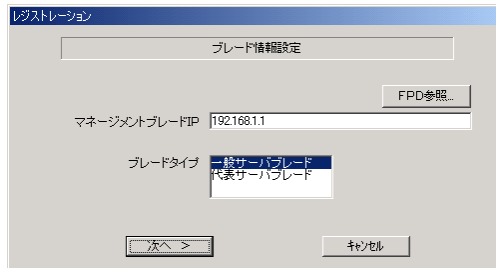 レジストレーション
ブレード情報設定
FPD参照...
マネージメントブレードIP 192.168.1.1
ブレードタイプ 一般サーバブレード
代表サーバブレード
次へ > キャンセル